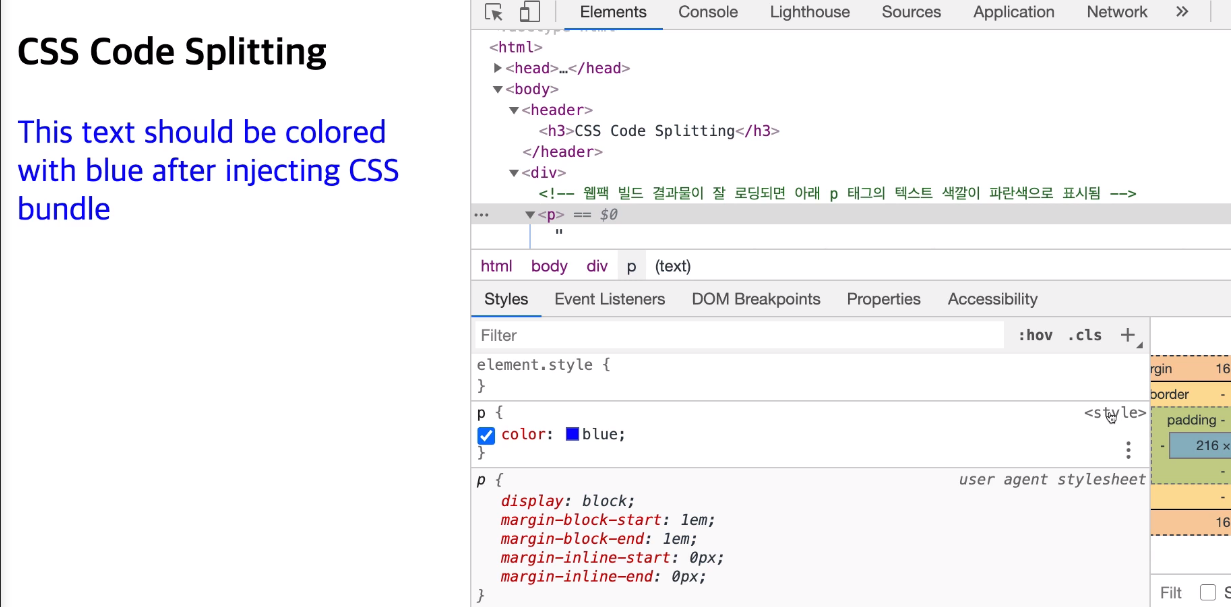 CSS Code Splitting
This text should be colored
with blue after injecting CSS
bundle
Elements Console Lighthouse Sources Application Network »
<html>
▶<head>…</head>
▼<body>
▼<header>
<h3>CSS Code Splitting</h3>
</header>
▼<div>
<!-- 웹팩 빌드 결과물이 잘 로딩되면 아래 p 태그의 텍스트 색깔이 파란색으로 표시됨 -->
… ▼<p> == $0
"
html body div p (text)
Styles Event Listeners DOM Breakpoints Properties Accessibility
Filter :hov .cls +
element.style {
}
p { <style>
color: blue;
}
p { user agent stylesheet
display: block;
margin-block-start: 1em;
margin-block-end: 1em;
margin-inline-start: 0px;
margin-inline-end: 0px;
}
rgin 16
border -
padding -
- 216 ×
-
-
16
Filt S